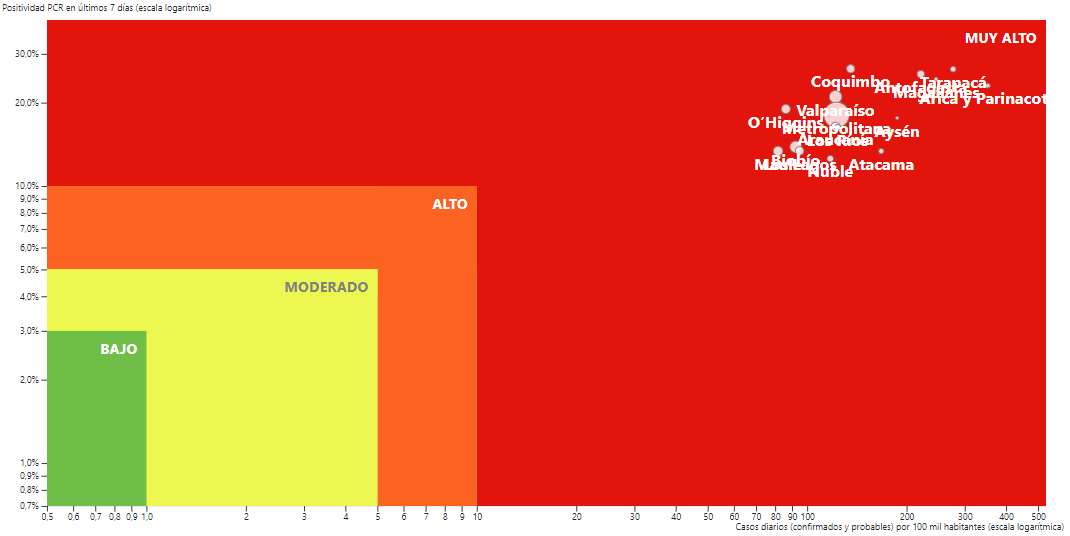 Positividad PCR en últimos 7 días (escala logarítmica)
MUY ALTO
30,0%
Coquimbo
Tarapacá
Antofagasta
Magallanes
Arica y Parinacot
20,0%
Valparaíso
O´Higgins
Metropolitana
Aysén
Araucanía
Los Ríos
Biobío
Maule
Los Lagos
Atacama
Ñuble
10,0%
9,0%
ALTO
8,0%
7,0%
6,0%
5,0%
MODERADO
4,0%
3,0%
BAJO
2,0%
1,0%
0,9%
0,8%
0,7%
0,5 0,6 0,7 0,8 0,9 1,0 2 3 4 5 6 7 8 9 10 20 30 40 50 60 70 80 90 100 200 300 400 500
Casos diarios (confirmados y probables) por 100 mil habitantes (escala logarítmica)